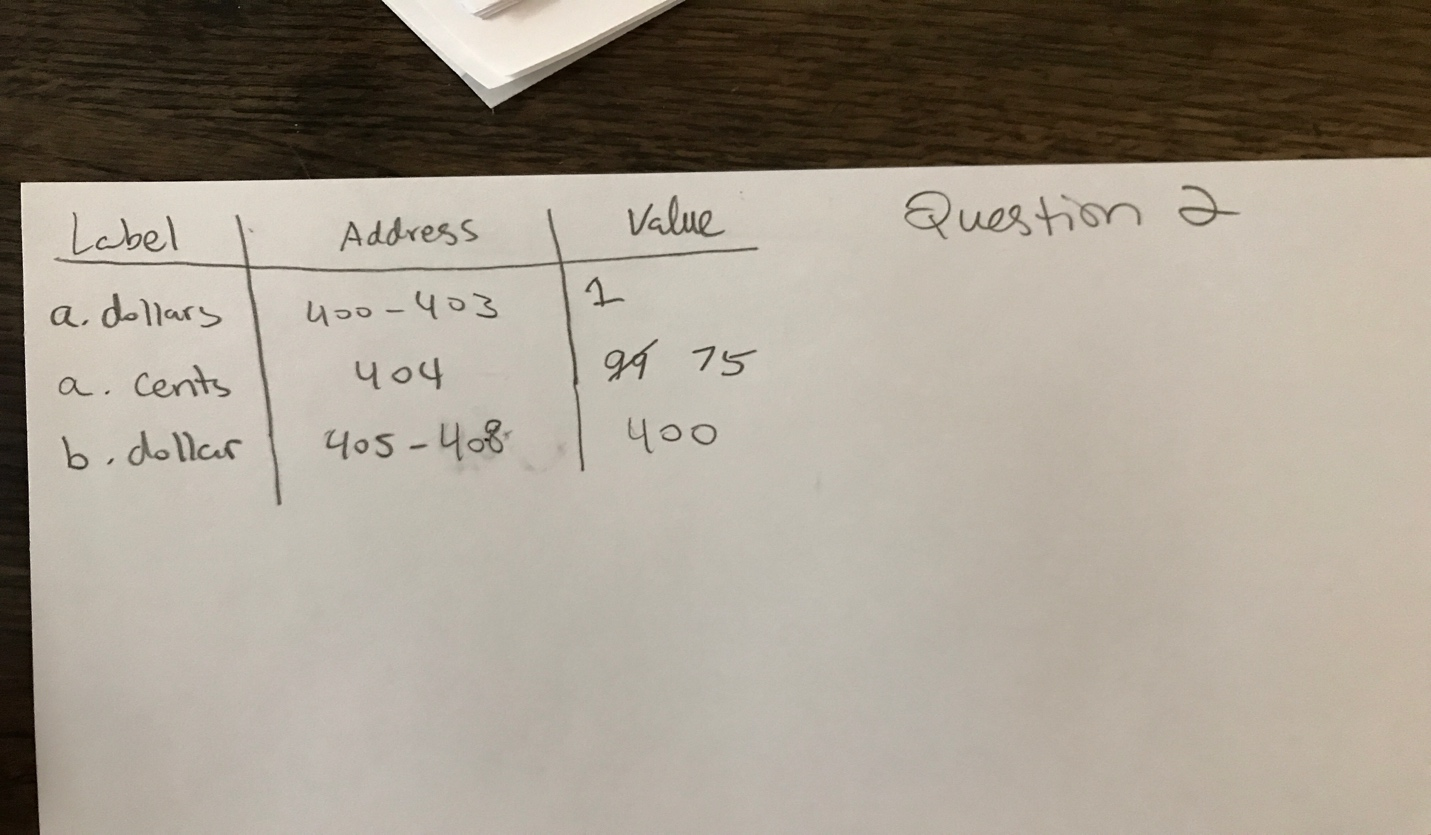 Label Address Value Question 2
a. dollars 400-403 1
a. cents 404 99 75
b. dollar 405-408 400